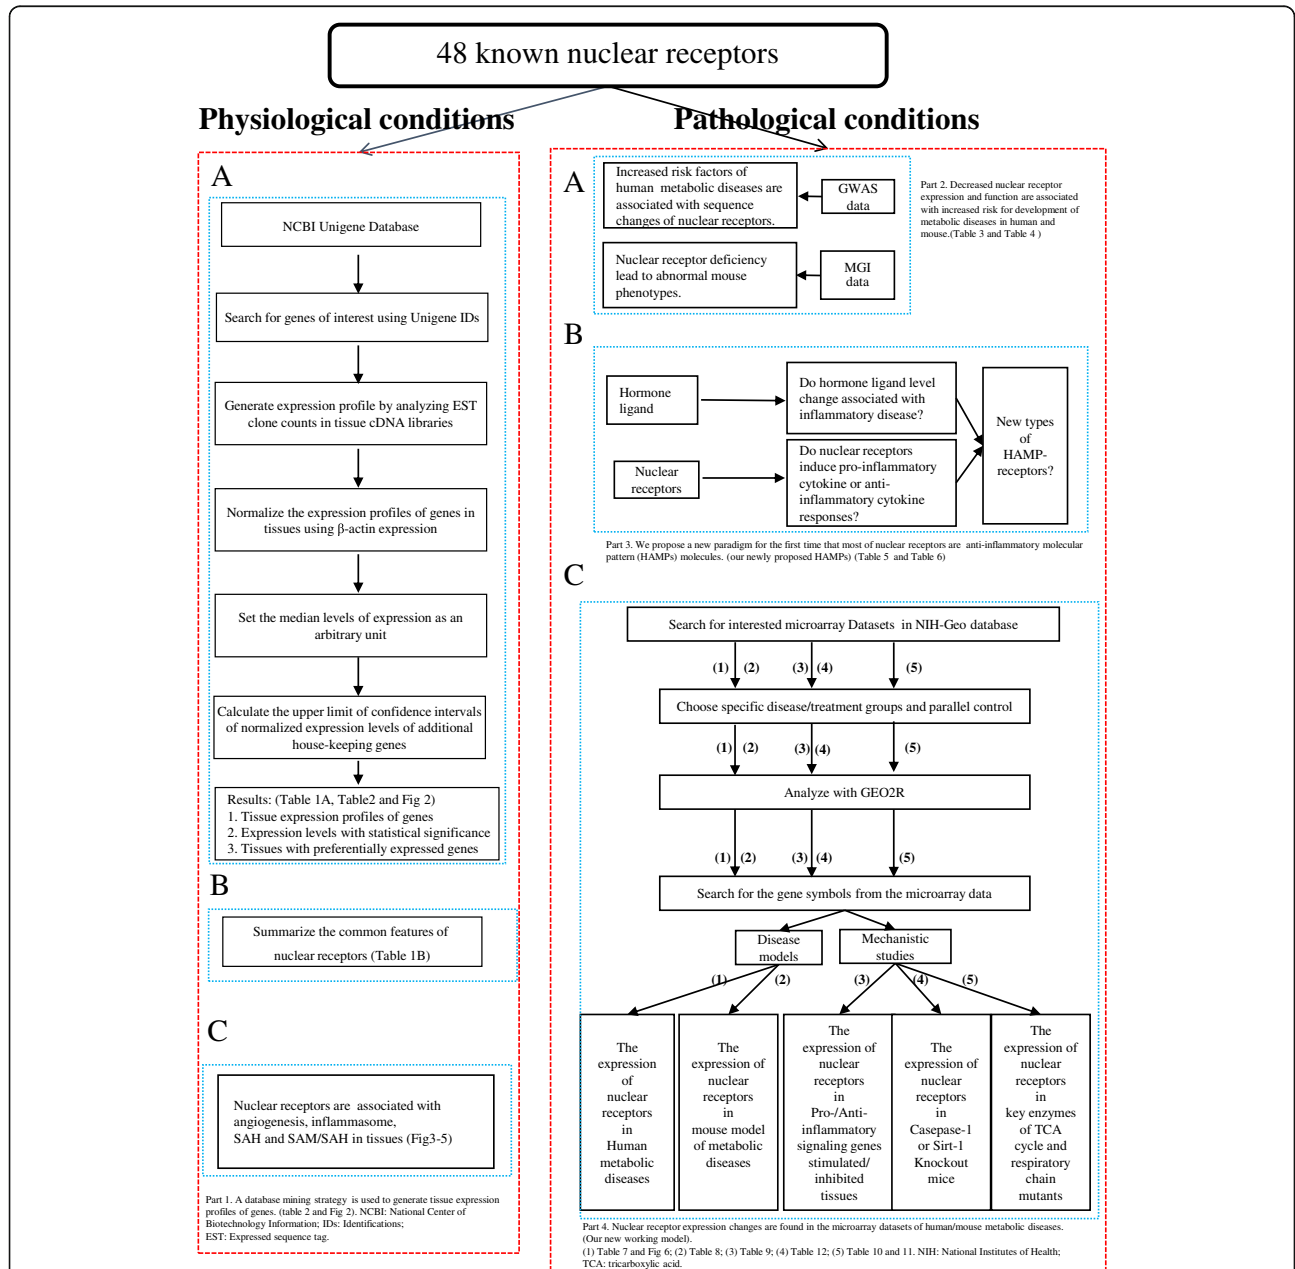 48 known nuclear receptors
Physiological conditions
Pathological conditions
A
NCBI Unigene Database
Search for genes of interest using Unigene IDs
Generate expression profile by analyzing EST
clone counts in tissue cDNA libraries
Normalize the expression profiles of genes in
tissues using β-actin expression
Set the median levels of expression as an
arbitrary unit
Calculate the upper limit of confidence intervals
of normalized expression levels of additional
house-keeping genes
Results: (Table 1A, Table2 and Fig 2)
1. Tissue expression profiles of genes
2. Expression levels with statistical significance
3. Tissues with preferentially expressed genes
B
Summarize the common features of
nuclear receptors (Table 1B)
C
Nuclear receptors are associated with
angiogenesis, inflammasome,
SAH and SAM/SAH in tissues (Fig3-5)
Part 1. A database mining strategy is used to generate tissue expression
profiles of genes. (table 2 and Fig 2). NCBI: National Center of
Biotechnology Information; IDs: Identifications;
EST: Expressed sequence tag.
A
Increased risk factors of
human metabolic diseases are
associated with sequence
changes of nuclear receptors.
GWAS
data
Nuclear receptor deficiency
lead to abnormal mouse
phenotypes.
MGI
data
Part 2. Decreased nuclear receptor
expression and function are associated
with increased risk for development of
metabolic diseases in human and
mouse.(Table 3 and Table 4 )
B
Hormone
ligand
Do hormone ligand level
change associated with
inflammatory disease?
Nuclear
receptors
Do nuclear receptors
induce pro-inflammatory
cytokine or anti-
inflammatory cytokine
responses?
New types
of
HAMP-
receptors?
Part 3. We propose a new paradigm for the first time that most of nuclear receptors are anti-inflammatory molecular
pattern (HAMPs) molecules. (our newly proposed HAMPs) (Table 5 and Table 6)
C
Search for interested microarray Datasets in NIH-Geo database
(1) (2) (3) (4) (5)
Choose specific disease/treatment groups and parallel control
(1) (2) (3) (4) (5)
Analyze with GEO2R
(1) (2) (3) (4) (5)
Search for the gene symbols from the microarray data
Disease
models
Mechanistic
studies
(1) (2) (3) (4) (5)
The
expression
of
nuclear
receptors
in
Human
metabolic
diseases
The
expression of
nuclear
receptors
in
mouse model
of metabolic
diseases
The
expression of
nuclear
receptors
in
Pro-/Anti-
inflammatory
signaling genes
stimulated/
inhibited
tissues
The
expression of
nuclear
receptors
in
Casepase-1
or Sirt-1
Knockout
mice
The
expression of
nuclear
receptors
in
key enzymes
of TCA
cycle and
respiratory
chain
mutants
Part 4. Nuclear receptor expression changes are found in the microarray datasets of human/mouse metabolic diseases.
(Our new working model).
(1) Table 7 and Fig 6; (2) Table 8; (3) Table 9; (4) Table 12; (5) Table 10 and 11. NIH: National Institutes of Health;
TCA: tricarboxylic acid.